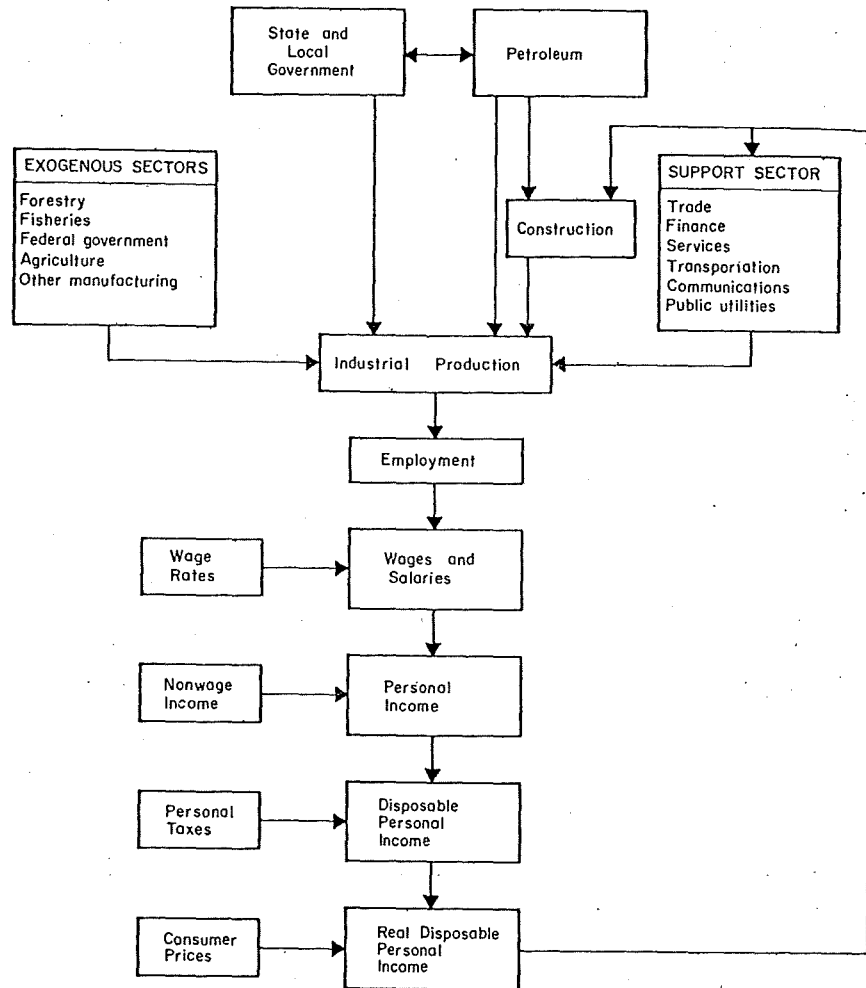 State and
Local
Government
Petroleum
EXOGENOUS SECTORS
Forestry
Fisheries
Federal government
Agriculture
Other manufacturing
Construction
SUPPORT SECTOR
Trade
Finance
Services
Transportation
Communications
Public utilities
Industrial Production
Employment
Wage
Rates
Wages and
Salaries
Nonwage
Income
Personal
Income
Personal
Taxes
Disposable
Personal
Income
Consumer
Prices
Real Disposable
Personal
Income